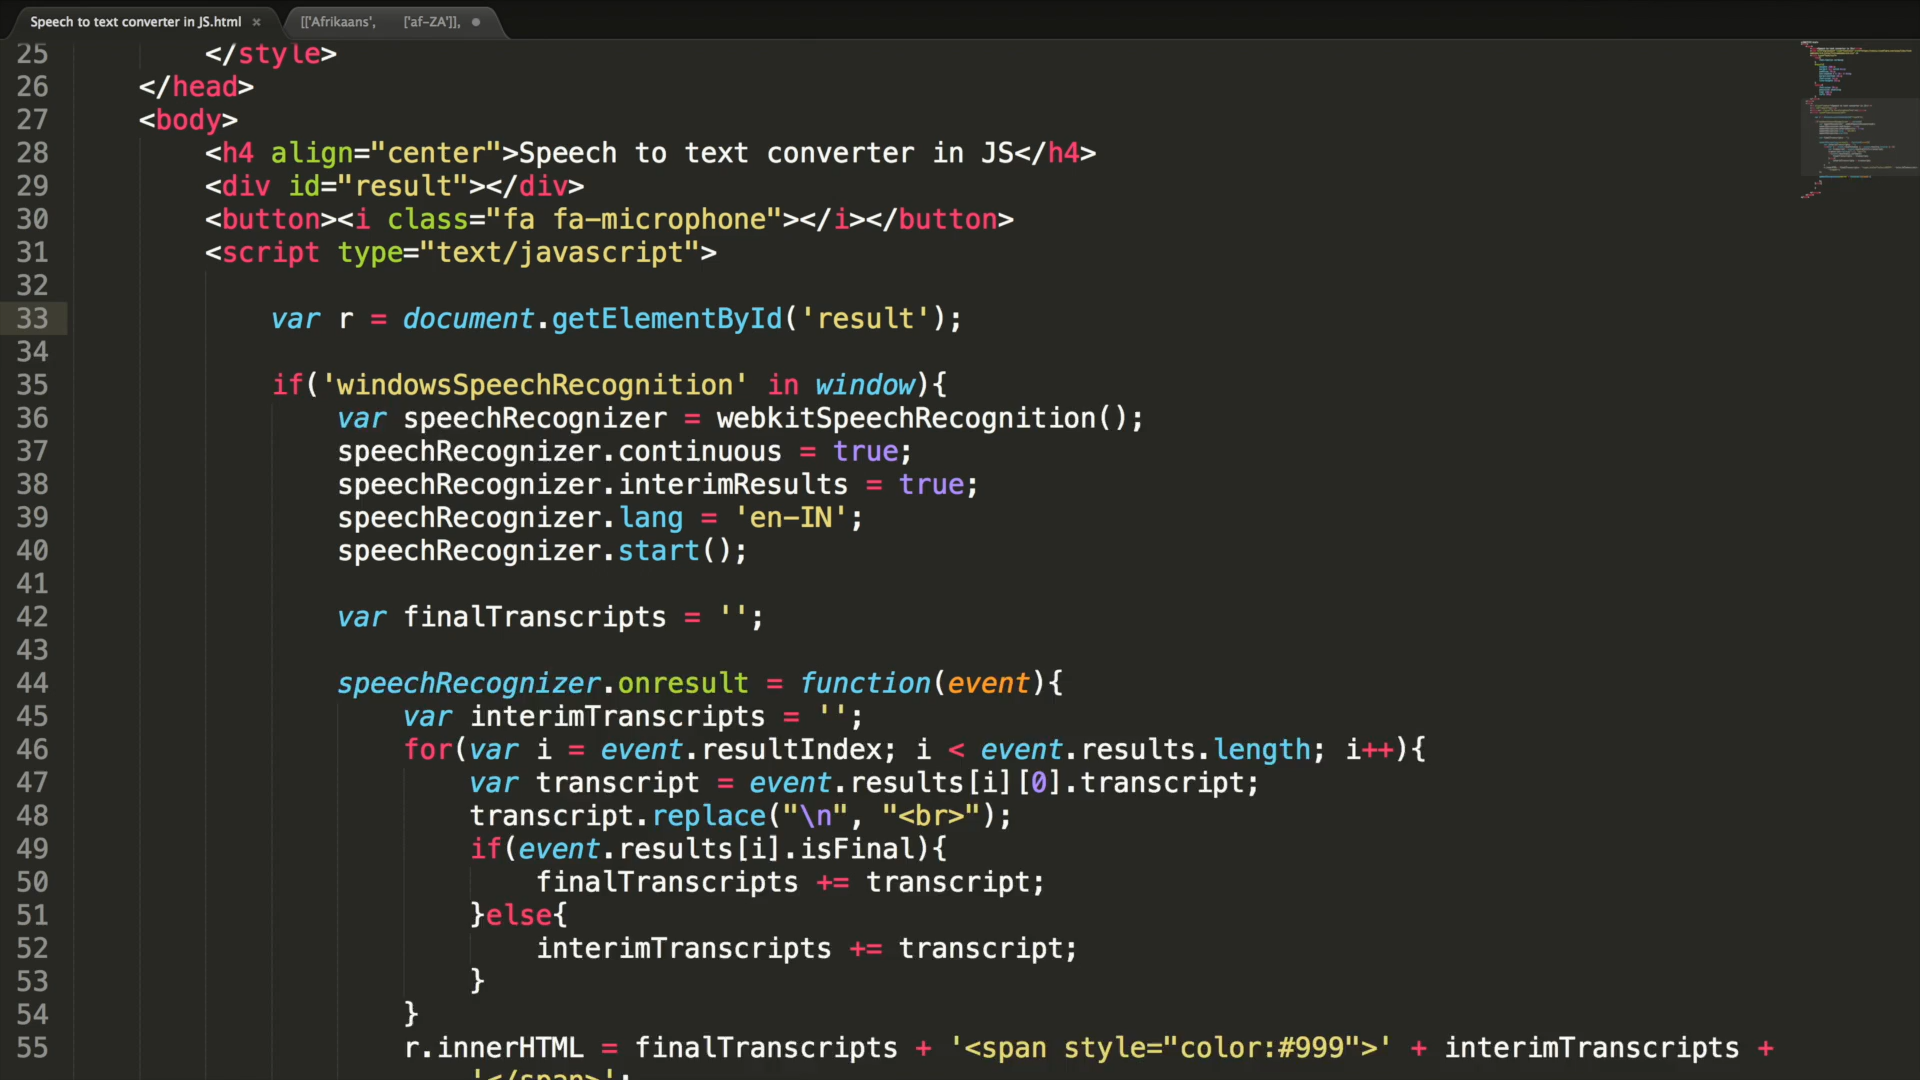 Speech to text converter in JS.html × [['Afrikaans', ['af-ZA']],
25 </style>
26 </head>
27 <body>
28 <h4 align="center">Speech to text converter in JS</h4>
29 <div id="result"></div>
30 <button><i class="fa fa-microphone"></i></button>
31 <script type="text/javascript">
32
33 var r = document.getElementById('result');
34
35 if('windowsSpeechRecognition' in window){
36 var speechRecognizer = webkitSpeechRecognition();
37 speechRecognizer.continuous = true;
38 speechRecognizer.interimResults = true;
39 speechRecognizer.lang = 'en-IN';
40 speechRecognizer.start();
41
42 var finalTranscripts = '';
43
44 speechRecognizer.onresult = function(event){
45 var interimTranscripts = '';
46 for(var i = event.resultIndex; i < event.results.length; i++){
47 var transcript = event.results[i][0].transcript;
48 transcript.replace("\n", "<br>");
49 if(event.results[i].isFinal){
50 finalTranscripts += transcript;
51 }else{
52 interimTranscripts += transcript;
53 }
54 }
55 r.innerHTML = finalTranscripts + '<span style="color:#999">' + interimTranscripts +
'</span>';